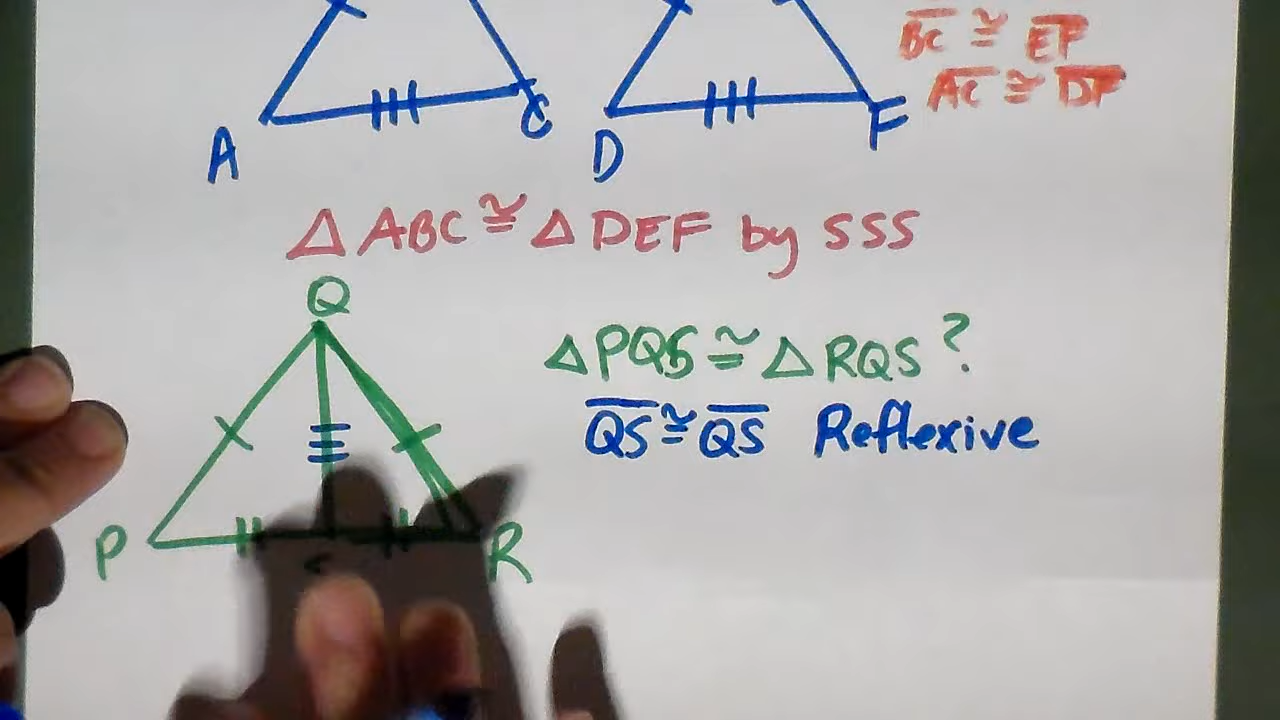 BC ≅ EF
AC ≅ DF
A C D F
△ ABC ≅ △ DEF by SSS
Q
△PQS ≅ △ RQS ?
QS ≅ QS Reflexive
P S R